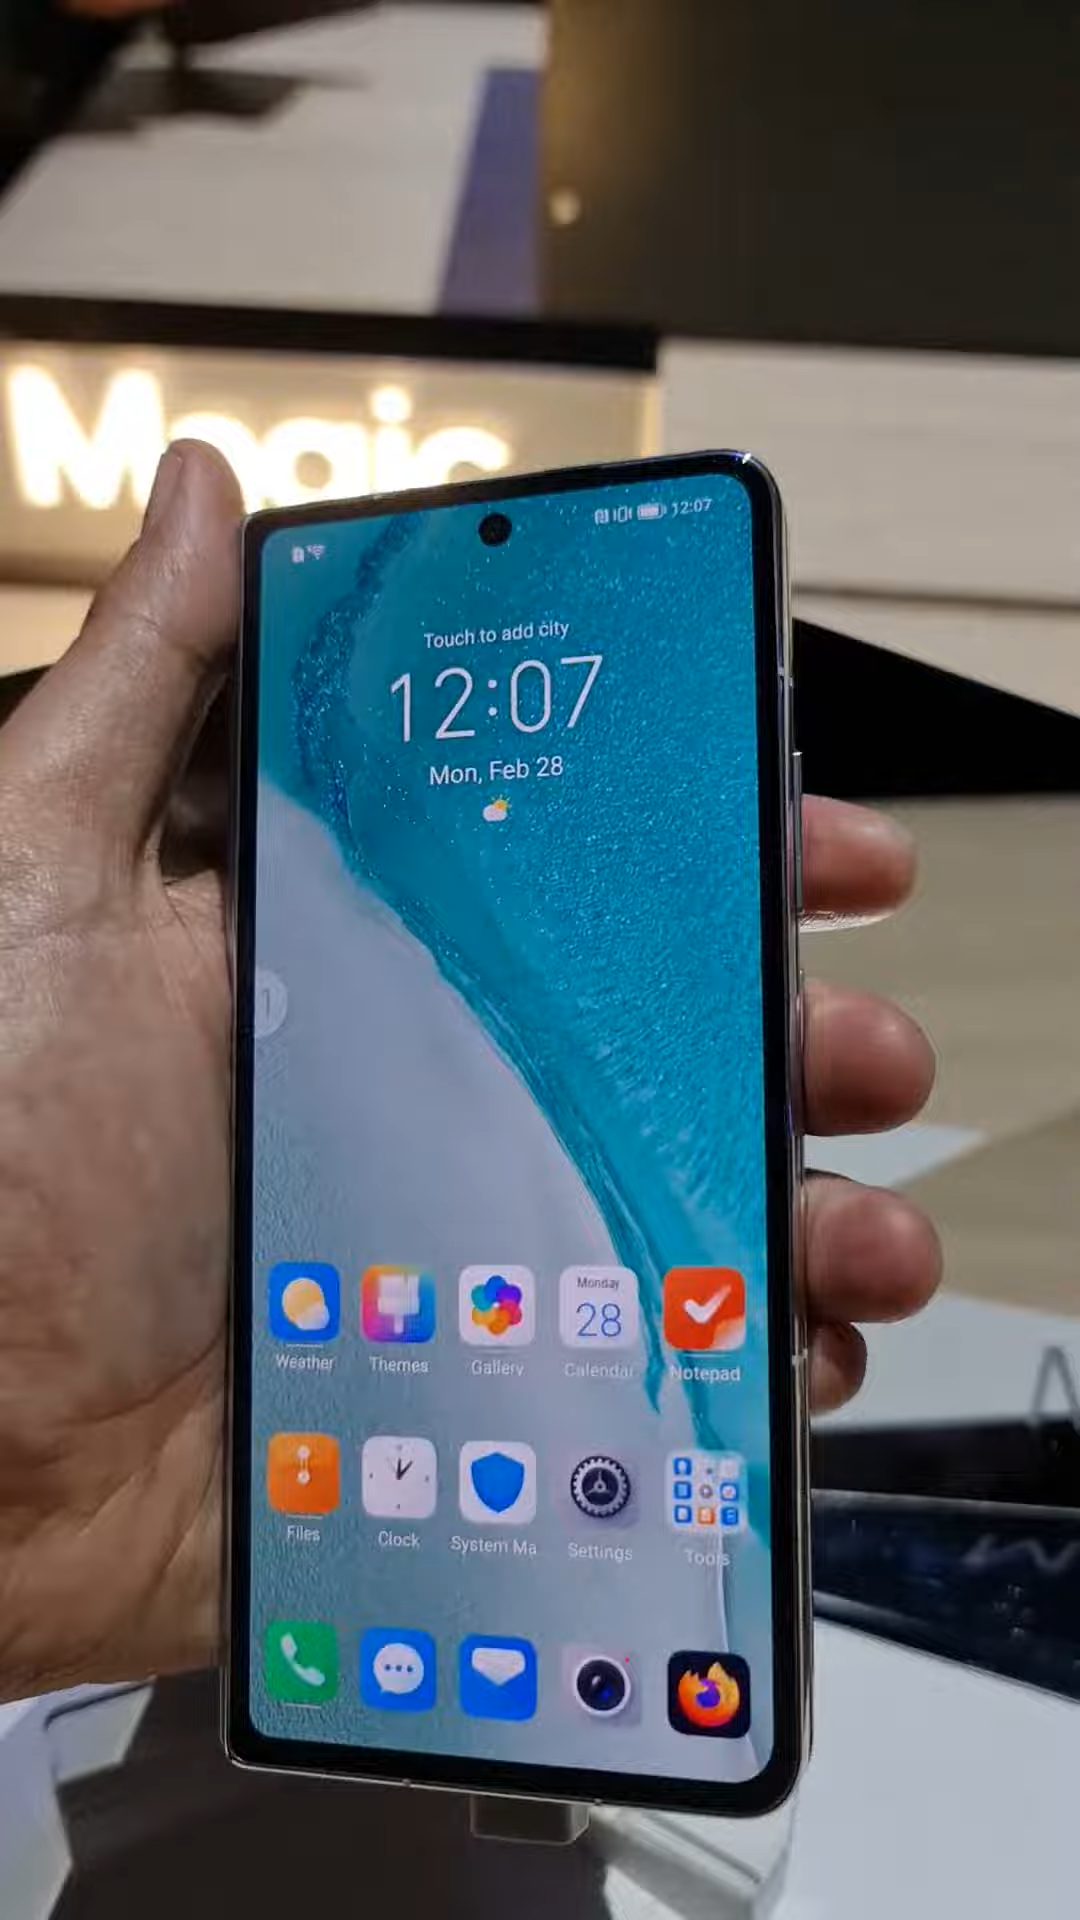 Magic
12:07
Touch to add city
12:07
Mon, Feb 28
1
Monday
28
Weather Themes Gallery Calendar Notepad
Files Clock System Ma Settings Tools